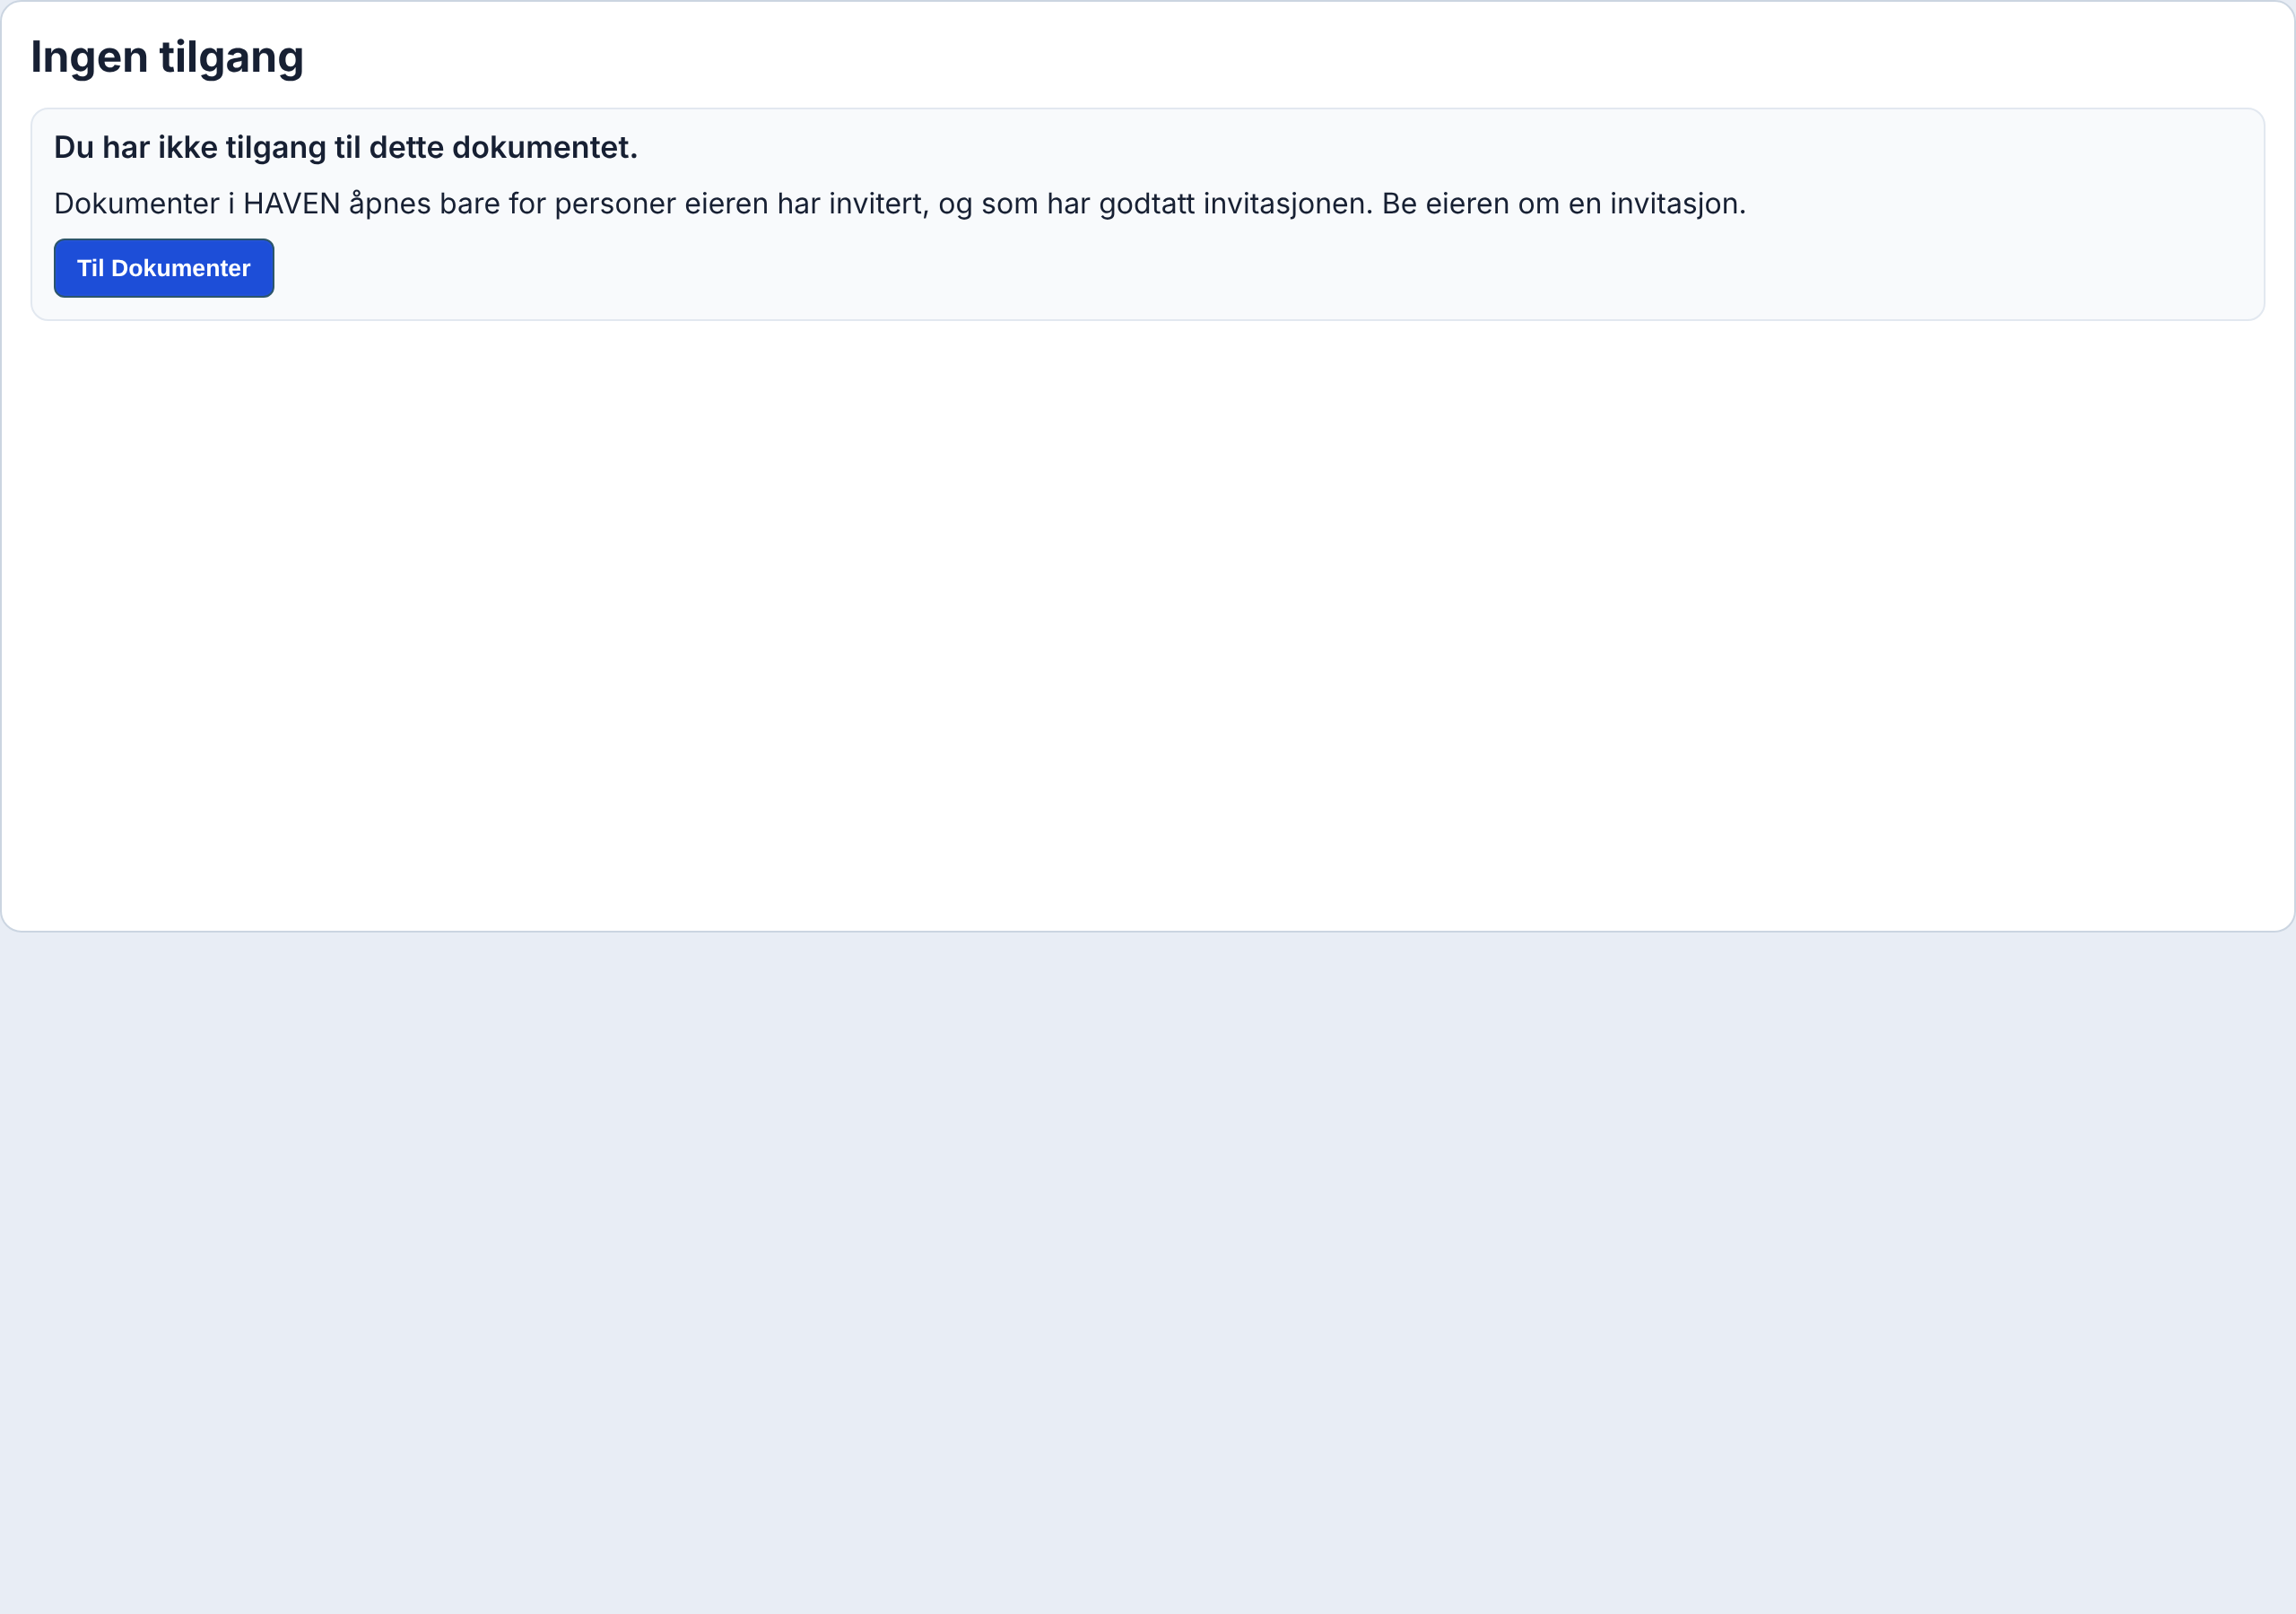 Ingen tilgang
Du har ikke tilgang til dette dokumentet.
Dokumenter i HAVEN åpnes bare for personer eieren har invitert, og som har godtatt invitasjonen. Be eieren om en invitasjon.
Til Dokumenter